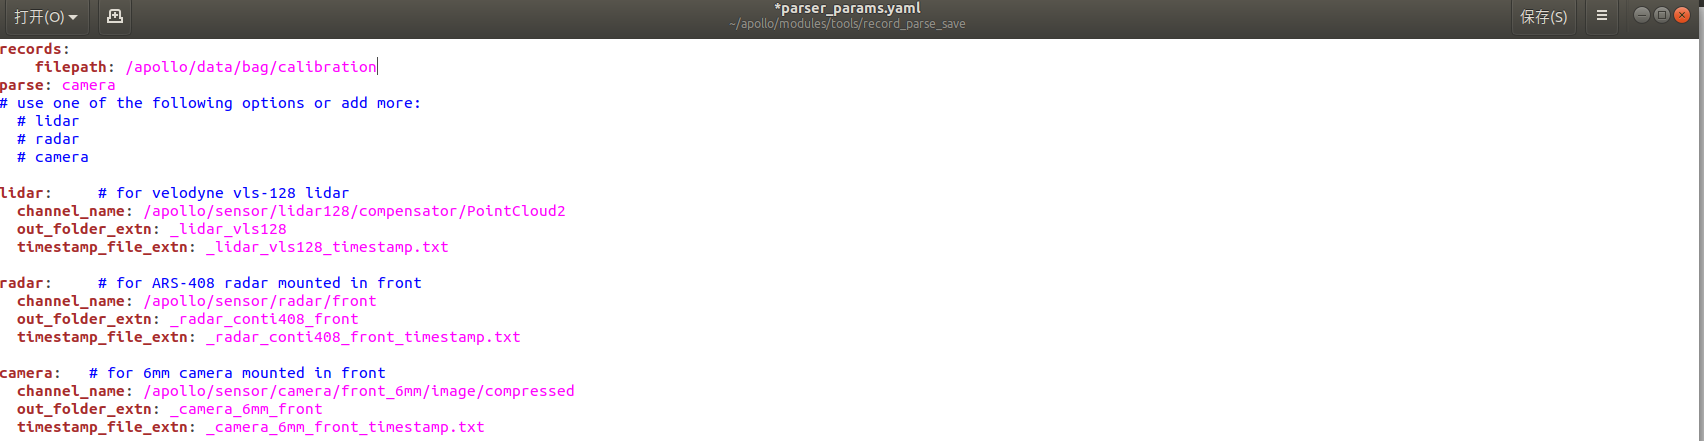 打开(O)
*parser_params.yaml
~/apollo/modules/tools/record_parse_save
保存(S)
records:
    filepath: /apollo/data/bag/calibration
parse: camera
# use one of the following options or add more:
  # lidar
  # radar
  # camera

lidar:     # for velodyne vls-128 lidar
  channel_name: /apollo/sensor/lidar128/compensator/PointCloud2
  out_folder_extn: _lidar_vls128
  timestamp_file_extn: _lidar_vls128_timestamp.txt

radar:     # for ARS-408 radar mounted in front
  channel_name: /apollo/sensor/radar/front
  out_folder_extn: _radar_conti408_front
  timestamp_file_extn: _radar_conti408_front_timestamp.txt

camera:   # for 6mm camera mounted in front
  channel_name: /apollo/sensor/camera/front_6mm/image/compressed
  out_folder_extn: _camera_6mm_front
  timestamp_file_extn: _camera_6mm_front_timestamp.txt